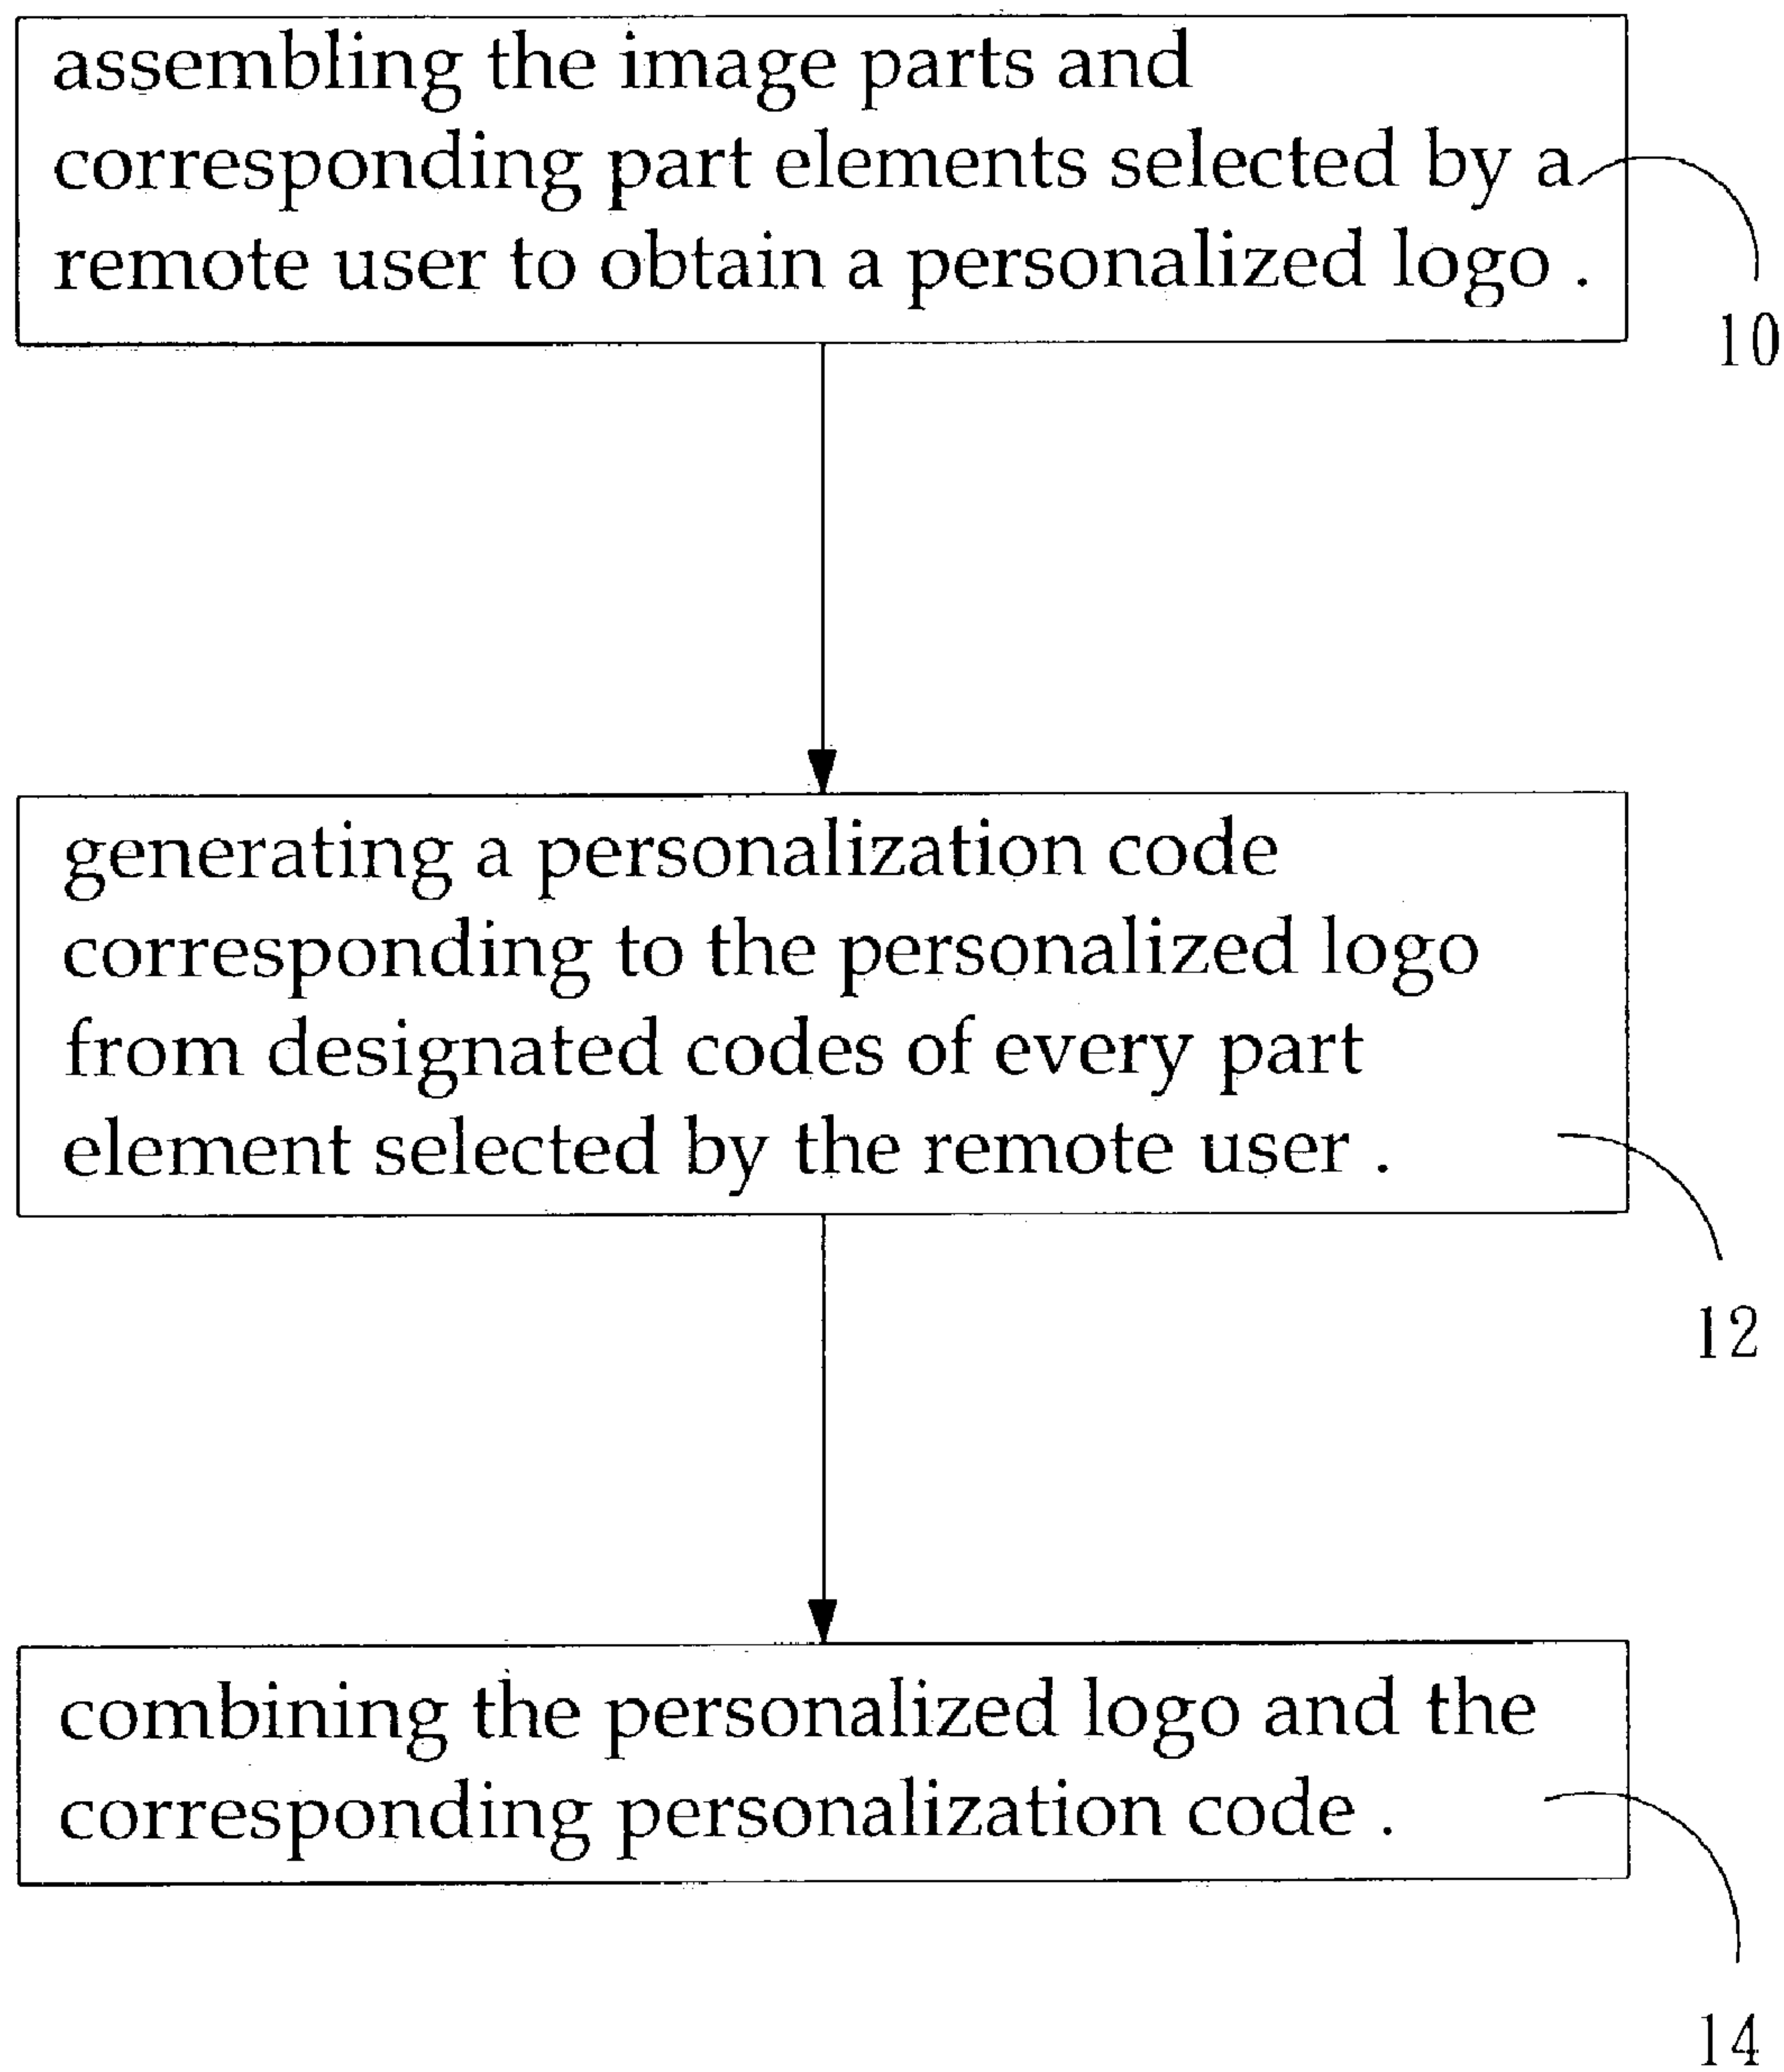 assembling the image parts and
corresponding part elements selected by a
remote user to obtain a personalized logo .
10
generating a personalization code
corresponding to the personalized logo
from designated codes of every part
element selected by the remote user .
12
combining the personalized logo and the
corresponding personalization code .
14